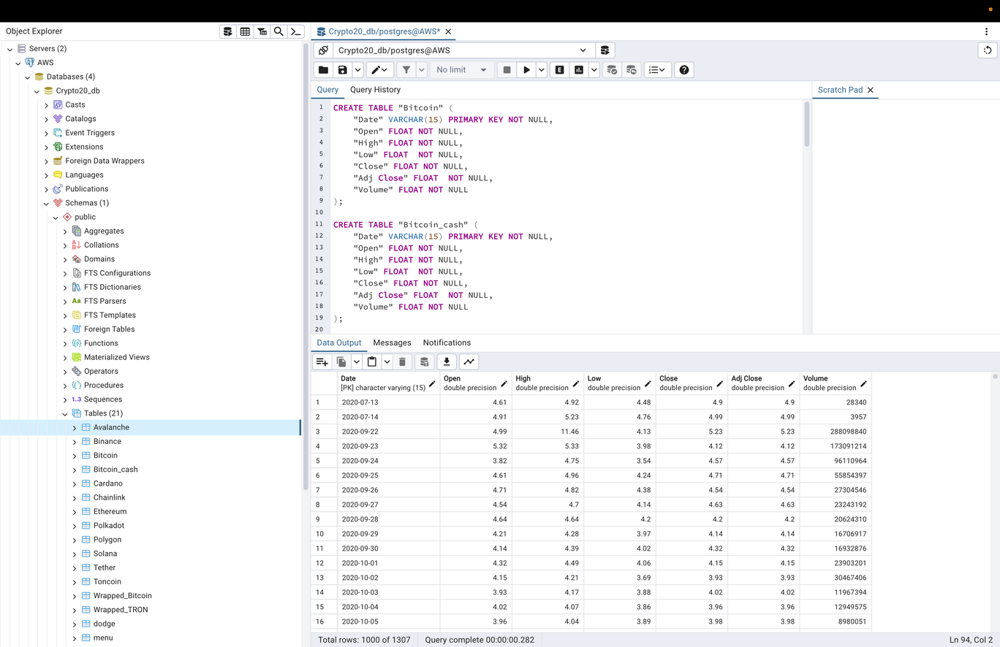 Object Explorer
Servers (2)
AWS
Databases (4)
Crypto20_db
Casts
Catalogs
Event Triggers
Extensions
Foreign Data Wrappers
Languages
Publications
Schemas (1)
public
Aggregates
Collations
Domains
FTS Configurations
FTS Dictionaries
Aa FTS Parsers
FTS Templates
Foreign Tables
Functions
Materialized Views
Operators
Procedures
1..3 Sequences
Tables (21)
Avalanche
Binance
Bitcoin
Bitcoin_cash
Cardano
Chainlink
Ethereum
Polkadot
Polygon
Solana
Tether
Toncoin
Wrapped_Bitcoin
Wrapped_TRON
dodge
menu
Crypto20_db/postgres@AWS*
Crypto20_db/postgres@AWS
No limit
E
Query Query History
Scratch Pad
1 CREATE TABLE "Bitcoin" (
2 "Date" VARCHAR(15) PRIMARY KEY NOT NULL,
3 "Open" FLOAT NOT NULL,
4 "High" FLOAT NOT NULL,
5 "Low" FLOAT  NOT NULL,
6 "Close" FLOAT NOT NULL,
7 "Adj Close" FLOAT  NOT NULL,
8 "Volume" FLOAT NOT NULL
9 );
10
11 CREATE TABLE "Bitcoin_cash" (
12 "Date" VARCHAR(15) PRIMARY KEY NOT NULL,
13 "Open" FLOAT NOT NULL,
14 "High" FLOAT NOT NULL,
15 "Low" FLOAT  NOT NULL,
16 "Close" FLOAT NOT NULL,
17 "Adj Close" FLOAT  NOT NULL,
18 "Volume" FLOAT NOT NULL
19 );
20
Data Output Messages Notifications
Date Open High Low Close Adj Close Volume
[PK] character varying (15) double precision double precision double precision double precision double precision double precision
1 2020-07-13 4.61 4.92 4.48 4.9 4.9 28340
2 2020-07-14 4.91 5.23 4.76 4.99 4.99 3957
3 2020-09-22 4.99 11.46 4.13 5.23 5.23 288098840
4 2020-09-23 5.32 5.33 3.98 4.12 4.12 173091214
5 2020-09-24 3.82 4.75 3.54 4.57 4.57 96110964
6 2020-09-25 4.61 4.96 4.24 4.71 4.71 55854397
7 2020-09-26 4.71 4.82 4.38 4.54 4.54 27304546
8 2020-09-27 4.54 4.7 4.14 4.63 4.63 23243192
9 2020-09-28 4.64 4.64 4.2 4.2 4.2 20624310
10 2020-09-29 4.21 4.28 3.97 4.14 4.14 16706917
11 2020-09-30 4.14 4.39 4.02 4.32 4.32 16932876
12 2020-10-01 4.32 4.49 4.06 4.15 4.15 23903201
13 2020-10-02 4.15 4.21 3.69 3.93 3.93 30467406
14 2020-10-03 3.93 4.17 3.88 4.02 4.02 11967394
15 2020-10-04 4.02 4.07 3.86 3.96 3.96 12949575
16 2020-10-05 3.96 4.04 3.89 3.98 3.98 8980051
Total rows: 1000 of 1307 Query complete 00:00:00.282 Ln 94, Col 2